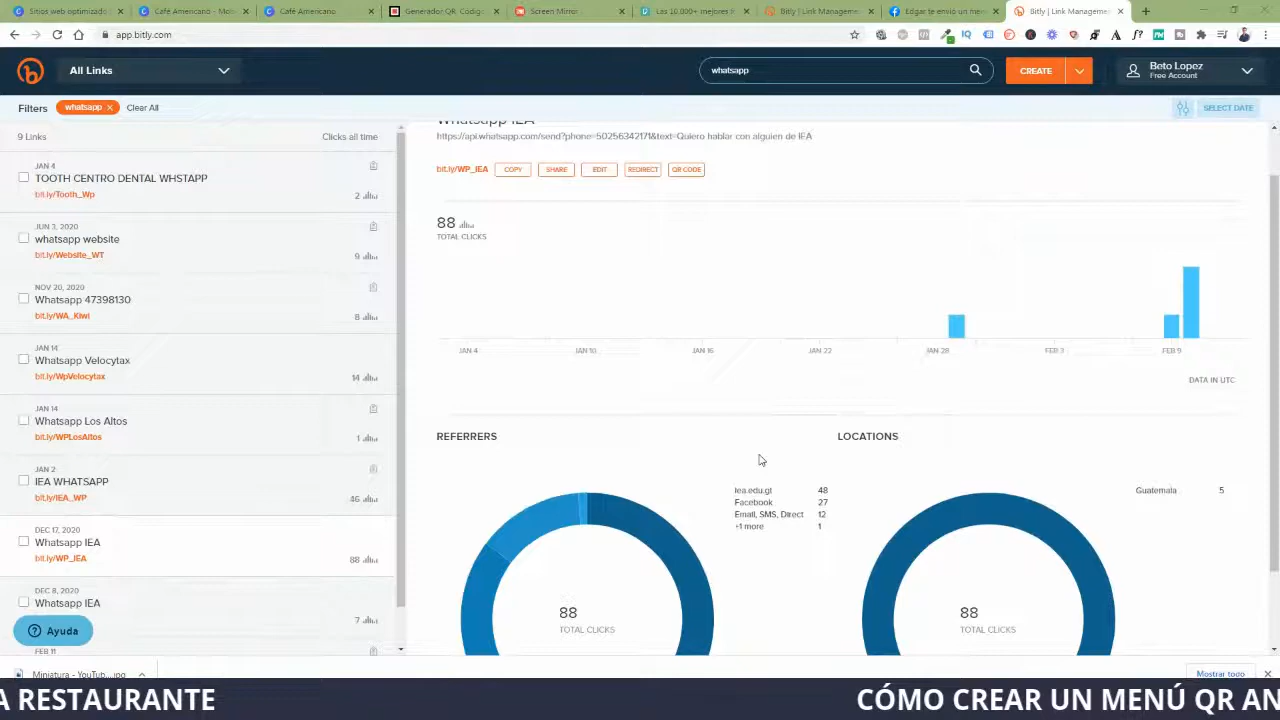 Sitios web optimizado S
Café Americano – Molo
Café Americano
Generador QR. Códig
Screen Mirror
Las 10.000+ mejores F
Bitly | Link Manageme
Edgar te envió un mens
Bitly | Link Manageme
app.bitly.com
All Links
whatsapp
CREATE
Beto Lopez
Free Account
Filters
whatsapp ×
Clear All
SELECT DATE
9 Links
Clicks all time
JAN 4
TOOTH CENTRO DENTAL WHSTAPP
bit.ly/Tooth_Wp
2
JUN 3, 2020
whatsapp website
bit.ly/Website_WT
9
NOV 20, 2020
Whatsapp 47398130
bit.ly/WA_Kiwi
8
JAN 14
Whatsapp Velocytax
bit.ly/WpVelocytax
14
JAN 14
Whatsapp Los Altos
bit.ly/WPLosAltos
1
JAN 2
IEA WHATSAPP
bit.ly/IEA_WP
46
DEC 17, 2020
Whatsapp IEA
bit.ly/WP_IEA
88
DEC 8, 2020
Whatsapp IEA
7
FEB 11
Ayuda
Whatsapp IEA
https://api.whatsapp.com/send?phone=50256342171&text=Quiero hablar con alguien de IEA
bit.ly/WP_IEA
COPY
SHARE
EDIT
REDIRECT
QR CODE
88
TOTAL CLICKS
JAN 4
JAN 10
JAN 16
JAN 22
JAN 28
FEB 3
FEB 9
DATA IN UTC
REFERRERS
iea.edu.gt 48
Facebook 27
Email, SMS, Direct 12
+1 more 1
88
TOTAL CLICKS
LOCATIONS
Guatemala 5
88
TOTAL CLICKS
Miniatura - YouTub....jpg
Mostrar todo
A RESTAURANTE
CÓMO CREAR UN MENÚ QR AN